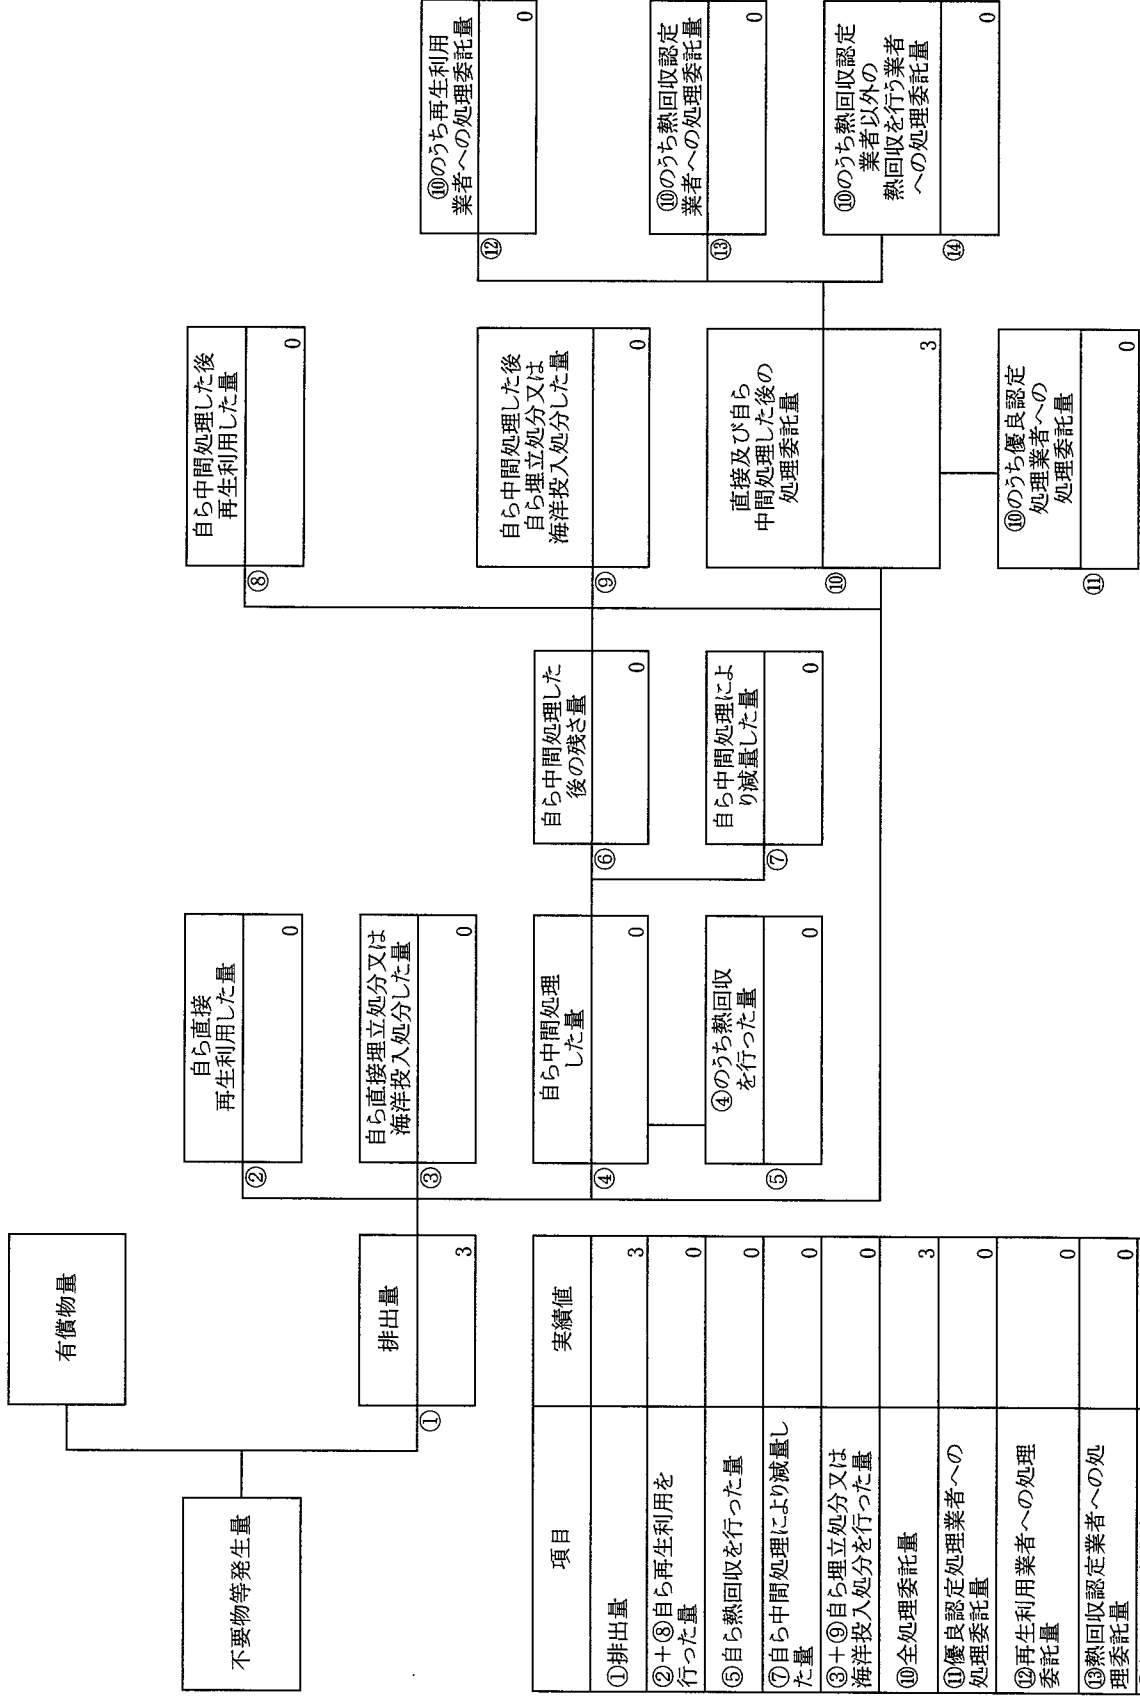 不要物等発生量
有償物量
①
排出量
3
②
自ら直接
再生利用した量
0
③
自ら直接埋立処分又は
海洋投入処分した量
0
④
自ら中間処理
した量
0
⑤
④のうち熱回収
を行った量
0
⑥
自ら中間処理した
後の残さ量
0
⑦
自ら中間処理によ
り減量した量
0
⑧
自ら中間処理した後
再生利用した量
0
⑨
自ら中間処理した後
自ら埋立処分又は
海洋投入処分した量
0
⑩
直接及び自ら
中間処理した後の
処理委託量
3
⑪
⑩のうち優良認定
処理業者への
処理委託量
0
⑫
⑩のうち再生利用
業者への処理委託量
0
⑬
⑩のうち熱回収認定
業者への処理委託量
0
⑭
⑩のうち熱回収認定
業者以外の
熱回収を行う業者
への処理委託量
0
項目 実績値
①排出量 3
②+⑧自ら再生利用を
行った量 0
⑤自ら熱回収を行った量 0
⑦自ら中間処理により減量し
た量 0
③+⑨自ら埋立処分又は
海洋投入処分を行った量 0
⑩全処理委託量 3
⑪優良認定処理業者への
処理委託量 0
⑫再生利用業者への処理
委託量 0
⑬熱回収認定業者への処
理委託量 0